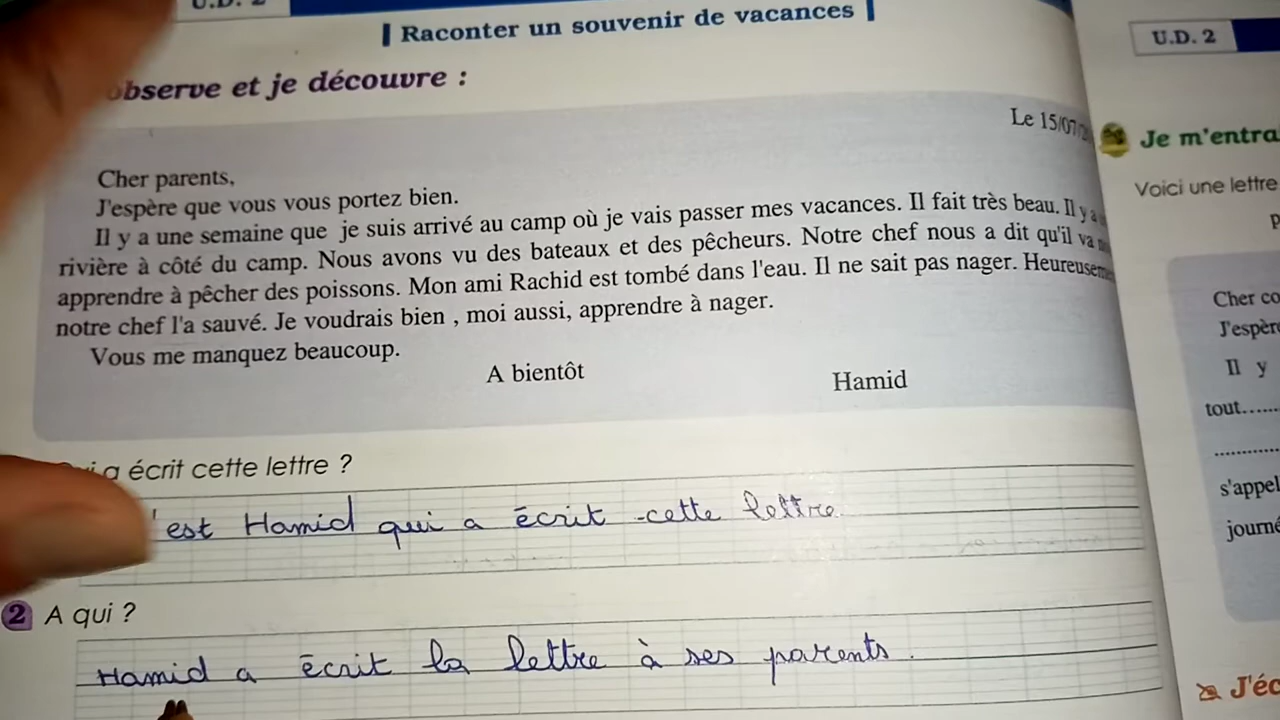 U.D. 2
Raconter un souvenir de vacances
observe et je découvre :
Le 15/07/
Cher parents,
J'espère que vous vous portez bien.
Il y a une semaine que je suis arrivé au camp où je vais passer mes vacances. Il fait très beau. Il y a
rivière à côté du camp. Nous avons vu des bateaux et des pêcheurs. Notre chef nous a dit qu'il va
apprendre à pêcher des poissons. Mon ami Rachid est tombé dans l'eau. Il ne sait pas nager.
notre chef l'a sauvé. Je voudrais bien , moi aussi, apprendre à nager.
Vous me manquez beaucoup.
A bientôt
Hamid
a écrit cette lettre ?
'est Hamid qui a écrit cette lettre
2 A qui ?
Hamid a écrit la lettre à ses parents.
U.D. 2
Je m'entra
Voici une lettre
Cher co
J'espèr
Il y
tout......
s'appel
journé
J'éc